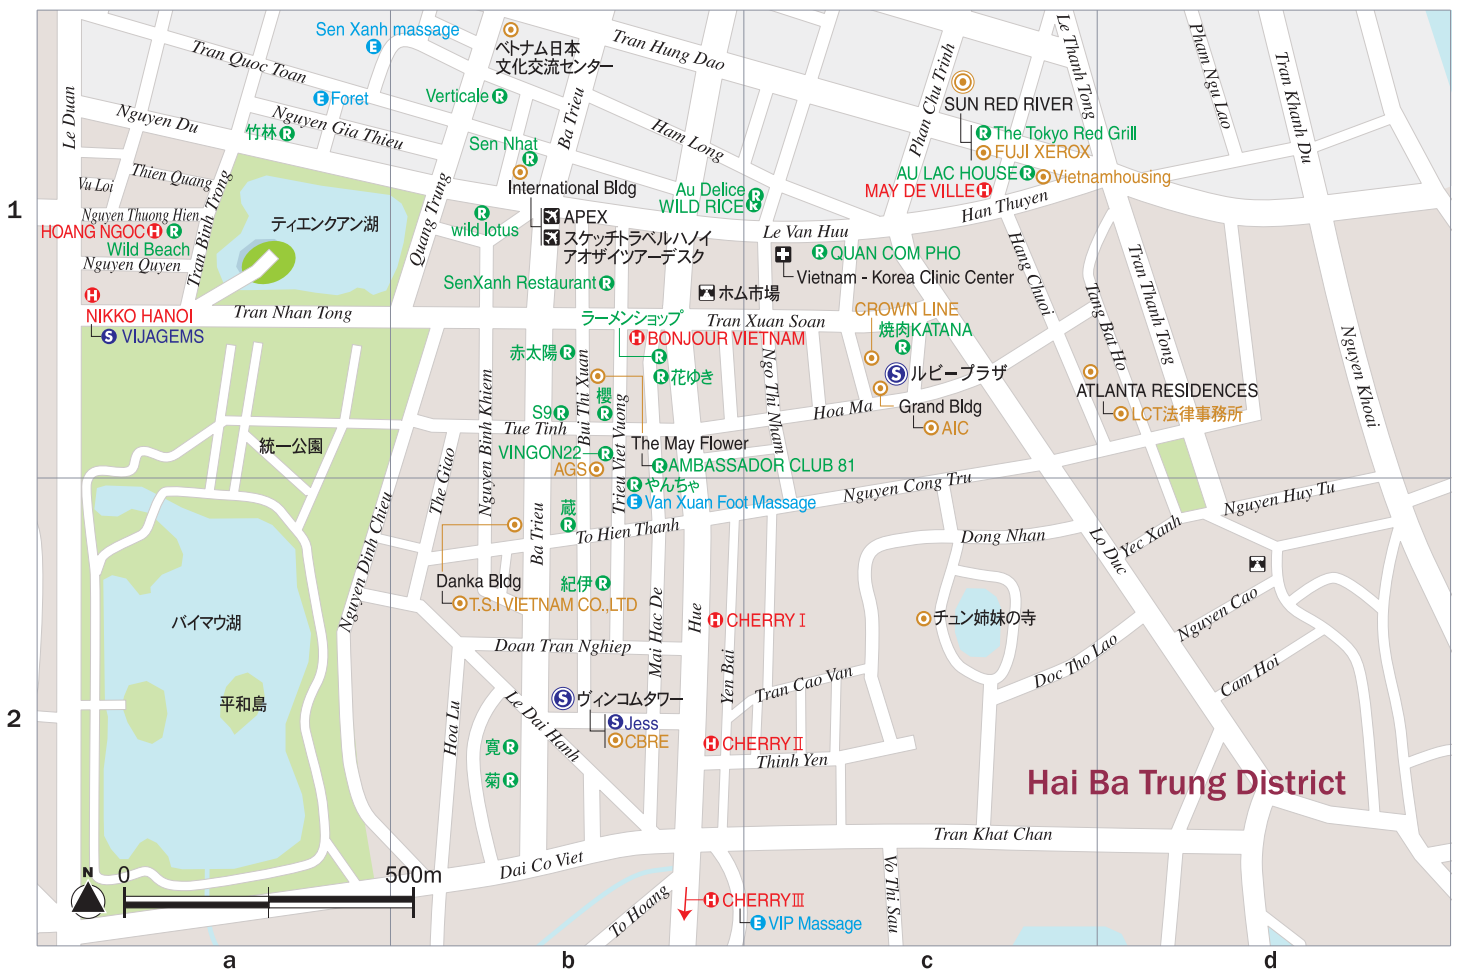 Sen Xanh massage
ベトナム日本
文化交流センター
Tran Hung Dao
Le Thanh Tong
Pham Ngu Lao
Tran Khanh Du
Tran Quoc Toan
Phan Chu Trinh
Le Duan
Foret
Verticale
Ba Trieu
SUN RED RIVER
Nguyen Du
竹林
Nguyen Gia Thieu
Ham Long
The Tokyo Red Grill
FUJI XEROX
Sen Nhat
AU LAC HOUSE
Vietnamhousing
MAY DE VILLE
Thien Quang
Vu Loi
Tran Binh Trong
Quang Trung
International Bldg
Au Delice
WILD RICE
Han Thuyen
1
Nguyen Thuong Hien
ティエンクアン湖
APEX
wild lotus
スケッチトラベルハノイ
アオザイツアーデスク
Le Van Huu
HOANG NGOC
Wild Beach
Nguyen Quyen
QUAN COM PHO
Vietnam - Korea Clinic Center
Hang Chuoi
Tran Thanh Tong
Tang Bat Ho
SenXanh Restaurant
ホム市場
NIKKO HANOI
VIJAGEMS
Tran Nhan Tong
ラーメンショップ
Tran Xuan Soan
CROWN LINE
焼肉KATANA
BONJOUR VIETNAM
赤太陽
花ゆき
Bui Thi Xuan
Ngo Thi Nham
ルビープラザ
Nguyen Khoai
ATLANTA RESIDENCES
LCT法律事務所
Nguyen Binh Khiem
櫻
S9
Hoa Ma
Grand Bldg
AIC
Tue Tinh
Trieu Viet Vuong
The May Flower
統一公園
VINGON22
AGS
AMBASSADOR CLUB 81
The Giao
やんちゃ
Van Xuan Foot Massage
Nguyen Cong Tru
Nguyen Huy Tu
Nguyen Dinh Chieu
Ba Trieu
蔵
To Hien Thanh
Dong Nhan
Lo Duc
Yec Xanh
Danka Bldg
T.S.I VIETNAM CO.,LTD
紀伊
Mai Hac De
Hue
CHERRY I
チュン姉妹の寺
Nguyen Cao
バイマウ湖
Doan Tran Nghiep
Yen Bai
Tran Cao Van
Doc Tho Lao
Cam Hoi
平和島
Hoa Lu
Le Dai Hanh
ヴィンコムタワー
Jess
CBRE
2
寛
菊
CHERRY II
Thinh Yen
Hai Ba Trung District
Tran Khat Chan
Dai Co Viet
Vo Thi Sau
N
0
500m
To Hoang
CHERRY III
VIP Massage
a
b
c
d